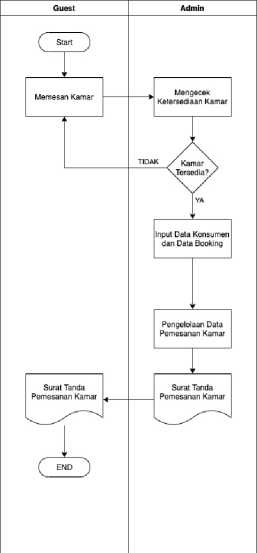 Guest
Admin
Start
Memesan Kamar
Mengecek
Ketersediaan Kamar
TIDAK
Kamar
Tersedia?
YA
Input Data Konsumen
dan Data Booking
Pengelolaan Data
Pemesanan Kamar
Surat Tanda
Pemesanan Kamar
Surat Tanda
Pemesanan Kamar
END